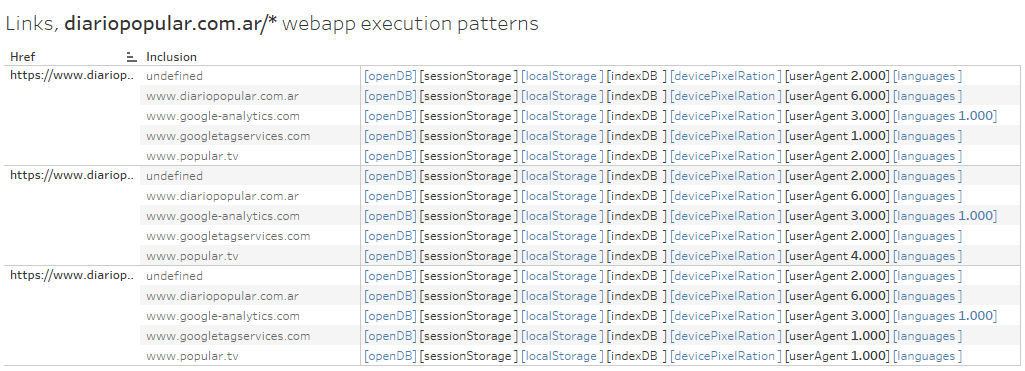 Links, diariopopular.com.ar/* webapp execution patterns
Href Inclusion
https://www.diariop.. undefined [openDB] [sessionStorage ] [localStorage ] [indexDB ] [devicePixelRation ] [userAgent 2.000] [languages ]
www.diariopopular.com.ar [openDB] [sessionStorage ] [localStorage ] [indexDB ] [devicePixelRation ] [userAgent 6.000] [languages ]
www.google-analytics.com [openDB] [sessionStorage ] [localStorage ] [indexDB ] [devicePixelRation ] [userAgent 3.000] [languages 1.000]
www.googletagservices.com [openDB] [sessionStorage ] [localStorage ] [indexDB ] [devicePixelRation ] [userAgent 1.000] [languages ]
www.popular.tv [openDB] [sessionStorage ] [localStorage ] [indexDB ] [devicePixelRation ] [userAgent 2.000] [languages ]
https://www.diariop.. undefined [openDB] [sessionStorage ] [localStorage ] [indexDB ] [devicePixelRation ] [userAgent 2.000] [languages ]
www.diariopopular.com.ar [openDB] [sessionStorage ] [localStorage ] [indexDB ] [devicePixelRation ] [userAgent 6.000] [languages ]
www.google-analytics.com [openDB] [sessionStorage ] [localStorage ] [indexDB ] [devicePixelRation ] [userAgent 3.000] [languages 1.000]
www.googletagservices.com [openDB] [sessionStorage ] [localStorage ] [indexDB ] [devicePixelRation ] [userAgent 2.000] [languages ]
www.popular.tv [openDB] [sessionStorage ] [localStorage ] [indexDB ] [devicePixelRation ] [userAgent 4.000] [languages ]
https://www.diariop.. undefined [openDB] [sessionStorage ] [localStorage ] [indexDB ] [devicePixelRation ] [userAgent 2.000] [languages ]
www.diariopopular.com.ar [openDB] [sessionStorage ] [localStorage ] [indexDB ] [devicePixelRation ] [userAgent 6.000] [languages ]
www.google-analytics.com [openDB] [sessionStorage ] [localStorage ] [indexDB ] [devicePixelRation ] [userAgent 3.000] [languages 1.000]
www.googletagservices.com [openDB] [sessionStorage ] [localStorage ] [indexDB ] [devicePixelRation ] [userAgent 1.000] [languages ]
www.popular.tv [openDB] [sessionStorage ] [localStorage ] [indexDB ] [devicePixelRation ] [userAgent 1.000] [languages ]